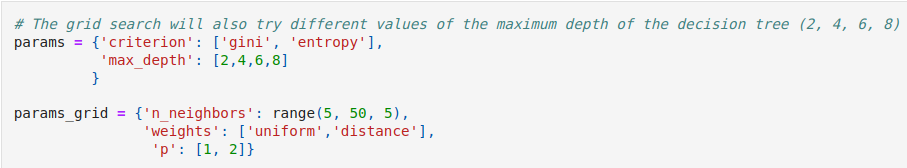 # The grid search will also try different values of the maximum depth of the decision tree (2, 4, 6, 8)
params = {'criterion': ['gini', 'entropy'],
          'max_depth': [2,4,6,8]
         }

params_grid = {'n_neighbors': range(5, 50, 5),
               'weights': ['uniform','distance'],
                'p': [1, 2]}